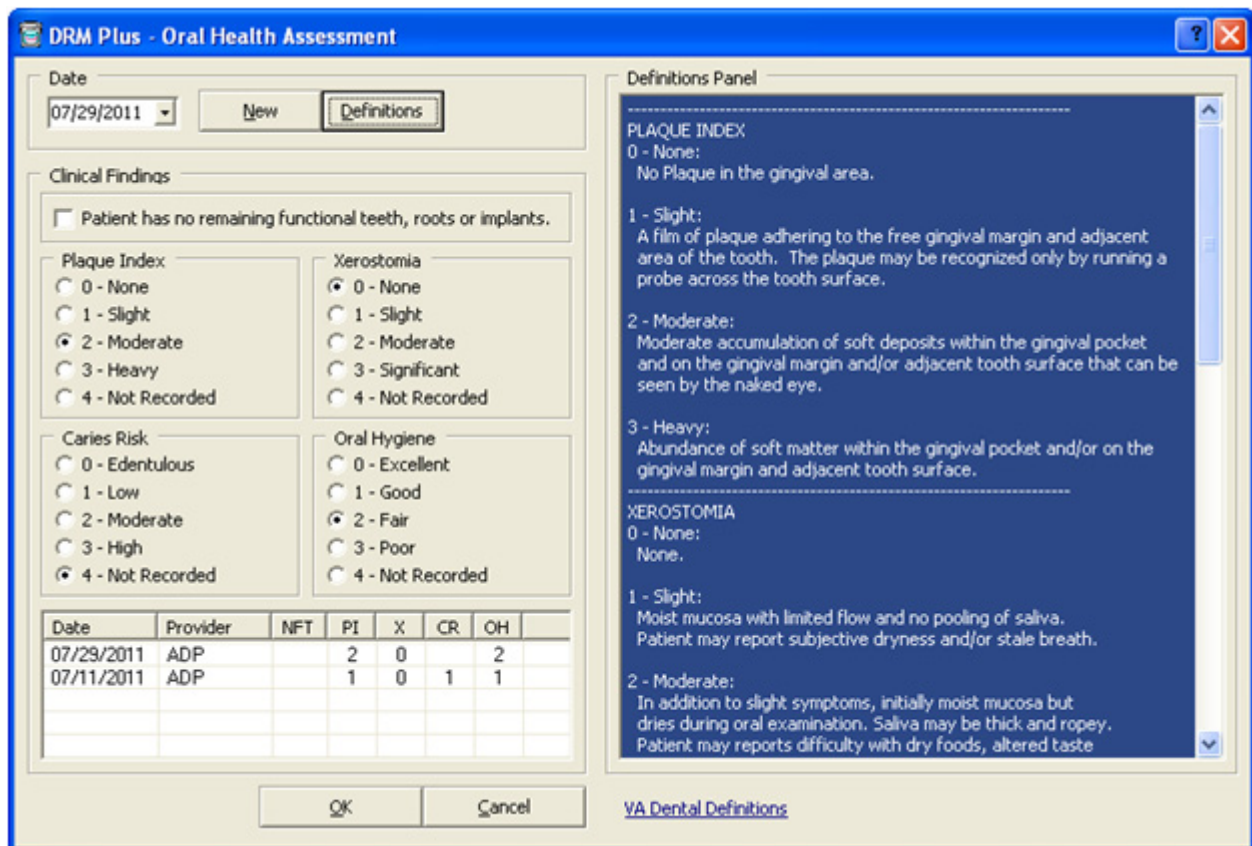 DRM Plus - Oral Health Assessment
Date
07/29/2011
New
Definitions
Clinical Findings
Patient has no remaining functional teeth, roots or implants.
Plaque Index
0 - None
1 - Slight
2 - Moderate
3 - Heavy
4 - Not Recorded
Xerostomia
0 - None
1 - Slight
2 - Moderate
3 - Significant
4 - Not Recorded
Caries Risk
0 - Edentulous
1 - Low
2 - Moderate
3 - High
4 - Not Recorded
Oral Hygiene
0 - Excellent
1 - Good
2 - Fair
3 - Poor
4 - Not Recorded
Date Provider NFT PI X CR OH
07/29/2011 ADP 2 0 2
07/11/2011 ADP 1 0 1 1
OK
Cancel
Definitions Panel
----------------------------------------------------------------------
PLAQUE INDEX
0 - None:
No Plaque in the gingival area.
1 - Slight:
A film of plaque adhering to the free gingival margin and adjacent
area of the tooth. The plaque may be recognized only by running a
probe across the tooth surface.
2 - Moderate:
Moderate accumulation of soft deposits within the gingival pocket
and on the gingival margin and/or adjacent tooth surface that can be
seen by the naked eye.
3 - Heavy:
Abundance of soft matter within the gingival pocket and/or on the
gingival margin and adjacent tooth surface.
----------------------------------------------------------------------
XEROSTOMIA
0 - None:
None.
1 - Slight:
Moist mucosa with limited flow and no pooling of saliva.
Patient may report subjective dryness and/or stale breath.
2 - Moderate:
In addition to slight symptoms, initially moist mucosa but
dries during oral examination. Saliva may be thick and ropey.
Patient may reports difficulty with dry foods, altered taste
VA Dental Definitions